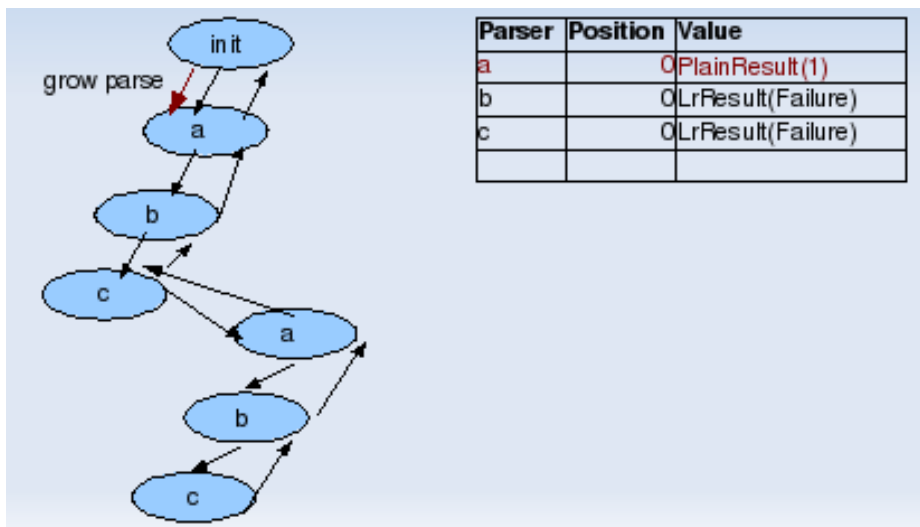 init
grow parse
a
b
c
a
b
c
Parser Position Value
a 0 PlainResult(1)
b 0 LrResult(Failure)
c 0 LrResult(Failure)